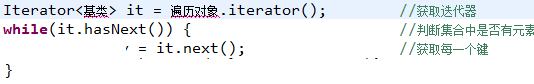 Iterator<基类> it = 遍历对象.iterator(); //获取迭代器
while(it.hasNext()) { //判断集合中是否有元素
= it.next(); //获取每一个键
}